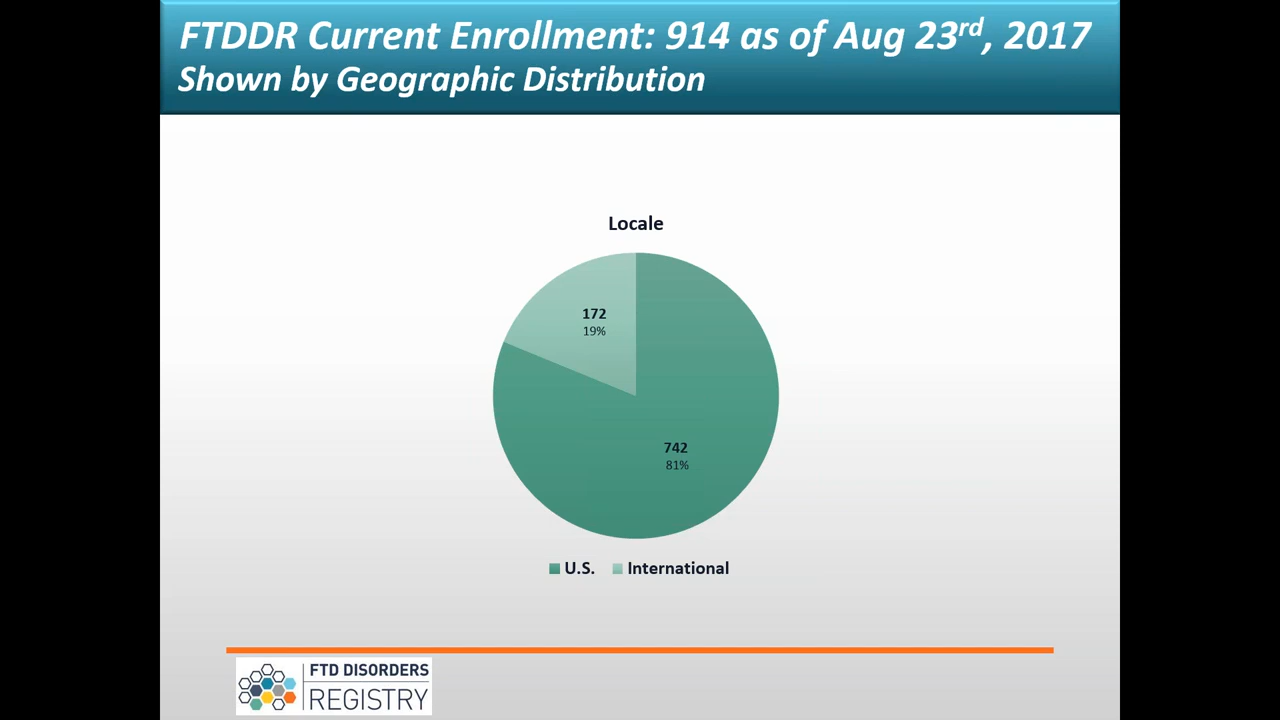 FTDDR Current Enrollment: 914 as of Aug 23rd, 2017
Shown by Geographic Distribution
Locale
172
19%
742
81%
U.S. International
FTD DISORDERS
REGISTRY